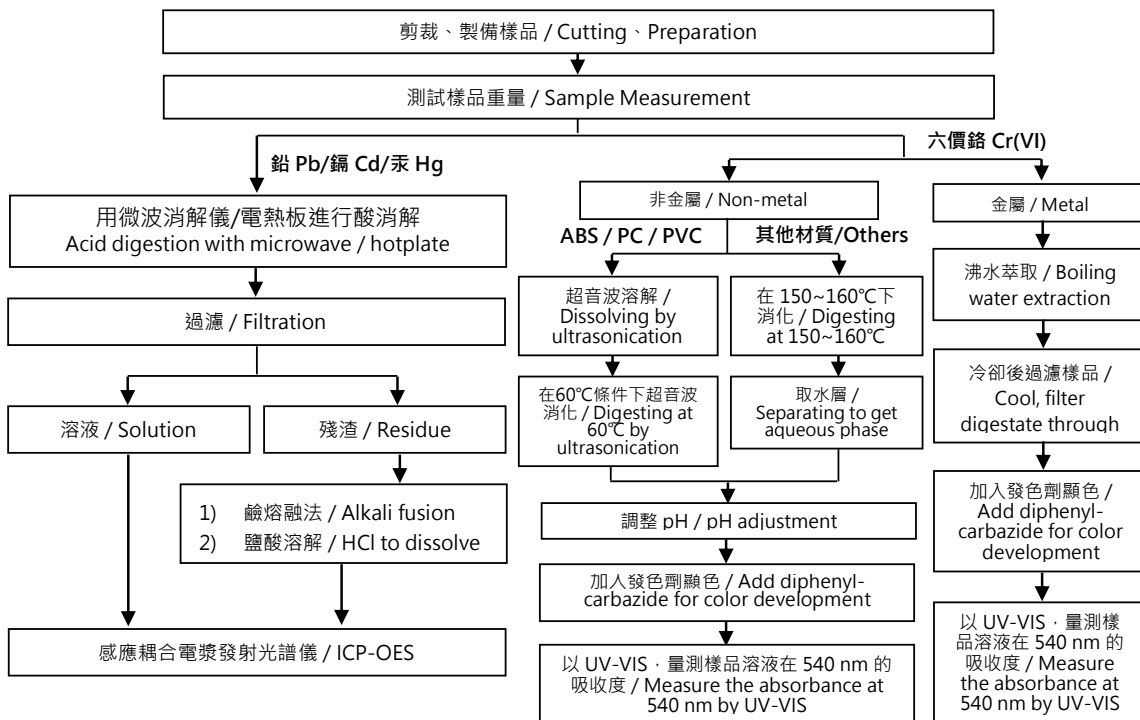 剪裁、製備樣品 / Cutting、Preparation
測試樣品重量 / Sample Measurement
鉛 Pb/鎘 Cd/汞 Hg
六價鉻 Cr(VI)
用微波消解儀/電熱板進行酸消解
Acid digestion with microwave / hotplate
過濾 / Filtration
溶液 / Solution
殘渣 / Residue
1) 鹼熔融法 / Alkali fusion
2) 鹽酸溶解 / HCl to dissolve
感應耦合電漿發射光譜儀 / ICP-OES
非金屬 / Non-metal
ABS / PC / PVC
其他材質/Others
超音波溶解 /
Dissolving by
ultrasonication
在60℃條件下超音波
消化 / Digesting at
60℃ by
ultrasonication
在 150~160℃下
消化 / Digesting
at 150~160℃
取水層 /
Separating to get
aqueous phase
調整 pH / pH adjustment
加入發色劑顯色 / Add diphenyl-
carbazide for color development
以 UV-VIS，量測樣品溶液在 540 nm 的
吸收度 / Measure the absorbance at
540 nm by UV-VIS
金屬 / Metal
沸水萃取 / Boiling
water extraction
冷卻後過濾樣品 /
Cool, filter
digestate through
加入發色劑顯色 /
Add diphenyl-
carbazide for color
development
以 UV-VIS，量測樣
品溶液在 540 nm 的
吸收度 / Measure
the absorbance at
540 nm by UV-VIS